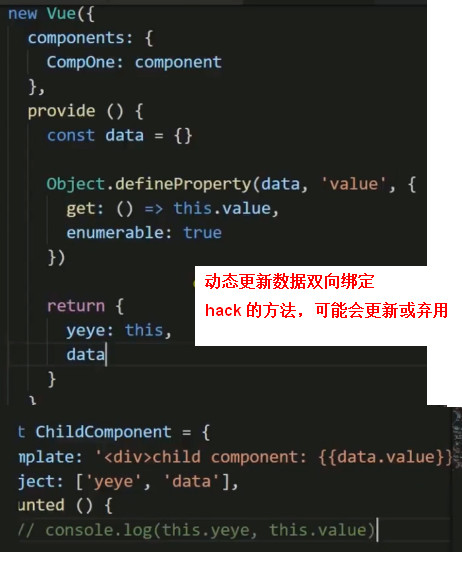 new Vue({
components: {
CompOne: component
},
provide () {
const data = {}
Object.defineProperty(data, 'value', {
get: () => this.value,
enumerable: true
})
动态更新数据双向绑定
hack 的方法，可能会更新或弃用
return {
yeye: this,
data
}
}
t ChildComponent = {
mplate: '<div>child component: {{data.value}}
ject: ['yeye', 'data'],
unted () {
// console.log(this.yeye, this.value)